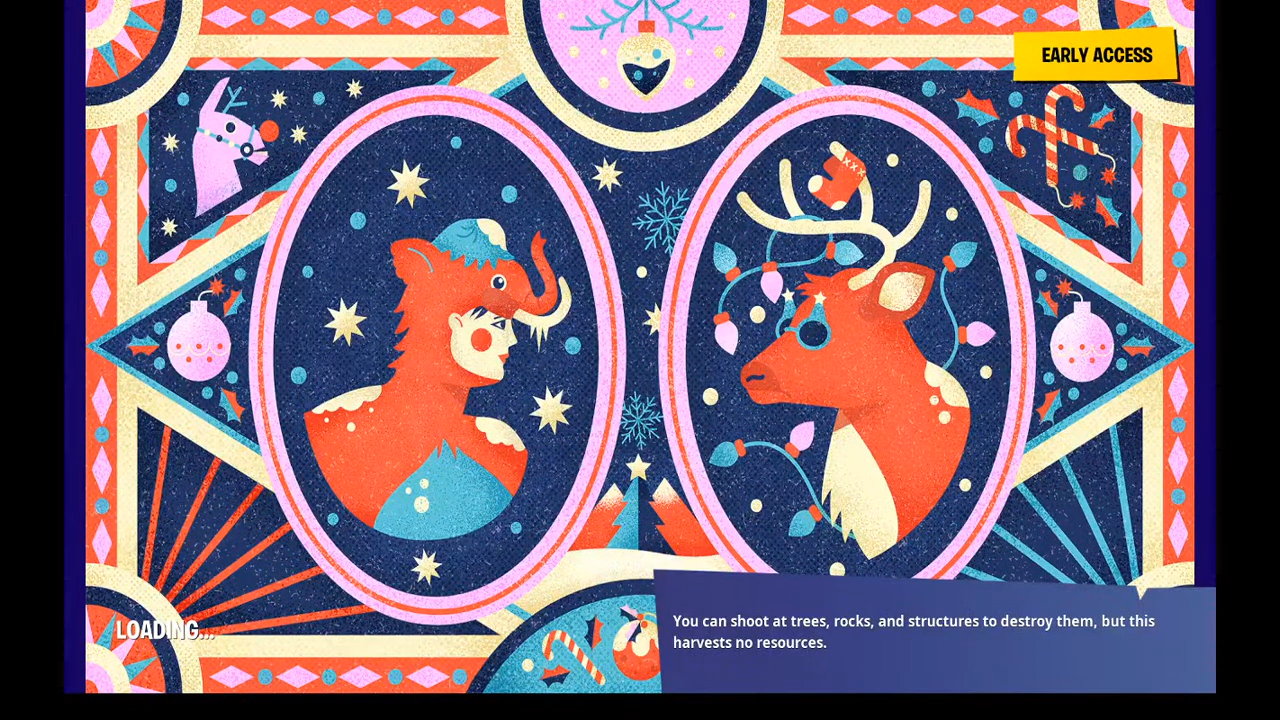 EARLY ACCESS
LOADING...
You can shoot at trees, rocks, and structures to destroy them, but this
harvests no resources.